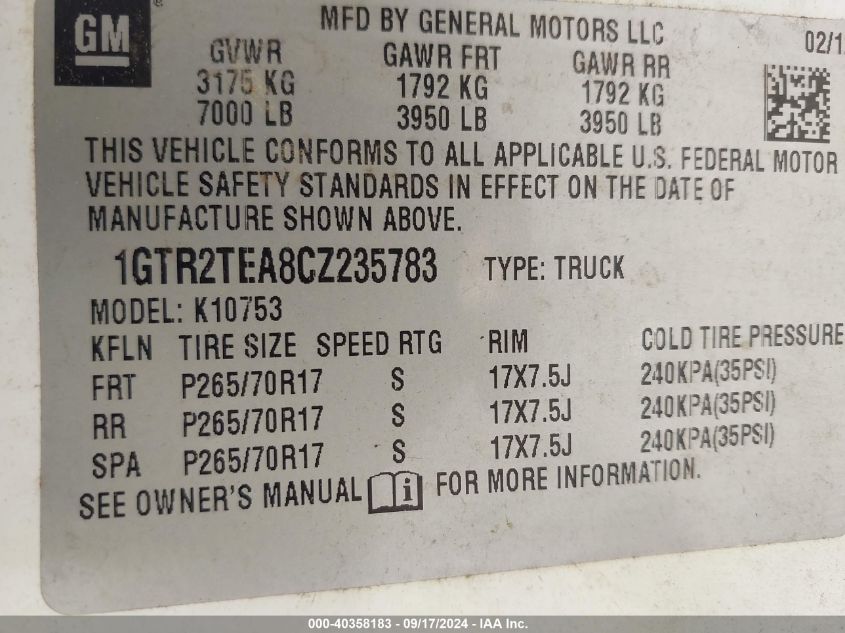 GM ®
MFD BY GENERAL MOTORS LLC
02/1
GVWR GAWR FRT GAWR RR
3175 KG 1792 KG 1792 KG
7000 LB 3950 LB 3950 LB
THIS VEHICLE CONFORMS TO ALL APPLICABLE U.S. FEDERAL MOTOR
VEHICLE SAFETY STANDARDS IN EFFECT ON THE DATE OF
MANUFACTURE SHOWN ABOVE.
1GTR2TEA8CZ235783 TYPE: TRUCK
MODEL: K10753
KFLN TIRE SIZE SPEED RTG RIM COLD TIRE PRESSURE
FRT P265/70R17 S 17X7.5J 240KPA(35PSI)
RR P265/70R17 S 17X7.5J 240KPA(35PSI)
SPA P265/70R17 S 17X7.5J 240KPA(35PSI)
SEE OWNER'S MANUAL i FOR MORE INFORMATION.
000-40358183 - 09/17/2024 - IAA Inc.